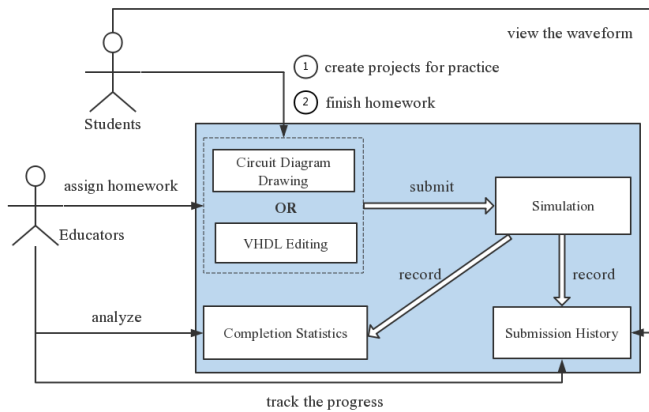 view the waveform
1 create projects for practice
2 finish homework
Students
Circuit Diagram
Drawing
assign homework
submit
OR
Simulation
Educators
VHDL Editing
record
record
analyze
Completion Statistics
Submission History
track the progress